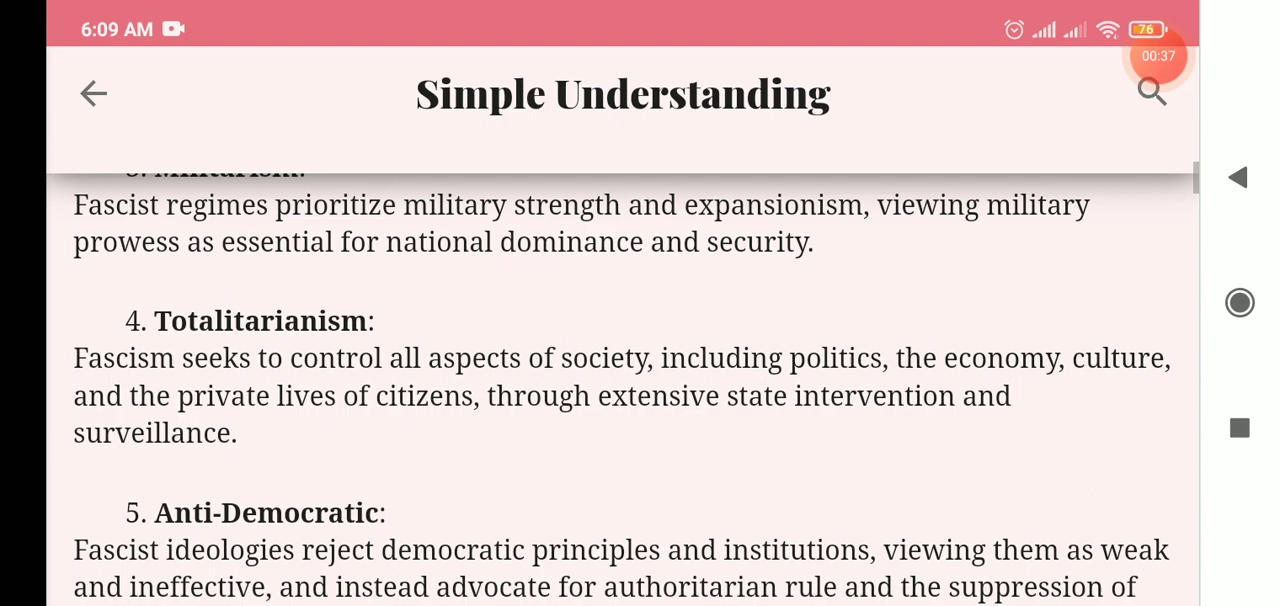 6:09 AM
76
00:37
Simple Understanding
3. Militarism:
Fascist regimes prioritize military strength and expansionism, viewing military
prowess as essential for national dominance and security.
4. Totalitarianism:
Fascism seeks to control all aspects of society, including politics, the economy, culture,
and the private lives of citizens, through extensive state intervention and
surveillance.
5. Anti-Democratic:
Fascist ideologies reject democratic principles and institutions, viewing them as weak
and ineffective, and instead advocate for authoritarian rule and the suppression of